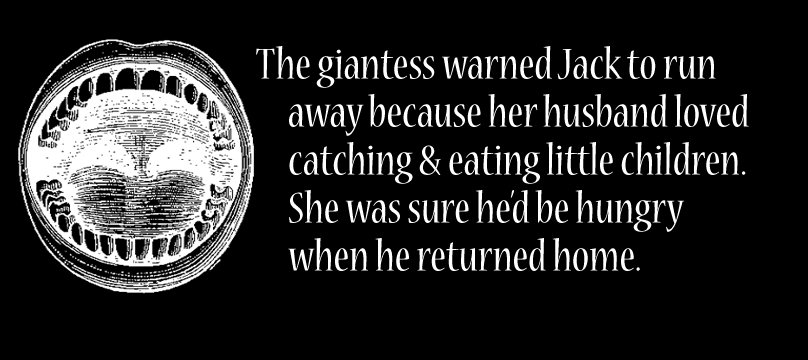 The giantess warned Jack to run
away because her husband loved
catching & eating little children.
She was sure he'd be hungry
when he returned home.